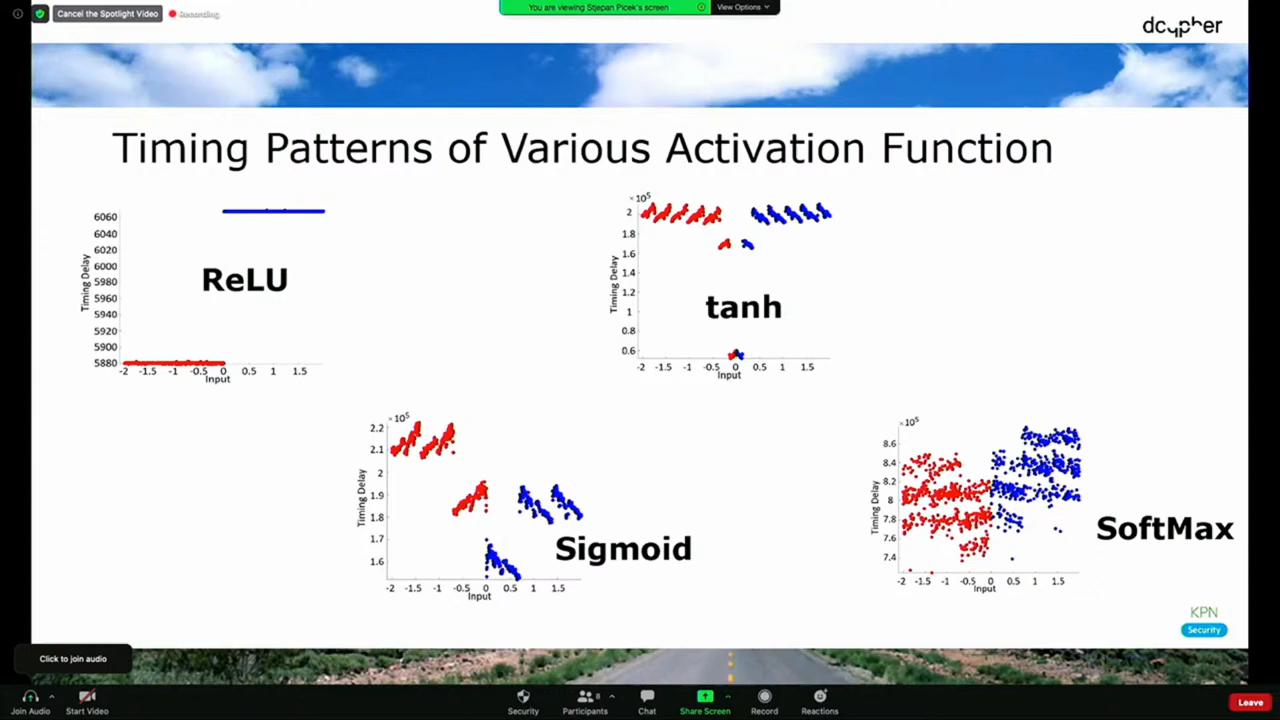 Cancel the Spotlight Video
Recording
You are viewing Stjepan Picek's screen
View Options
dcypher
Timing Patterns of Various Activation Function
6060
6040
6020
6000
5980
5960
5940
5920
5900
5880
Timing Delay
ReLU
-2 -1.5 -1 -0.5 0 0.5 1 1.5
Input
×10⁵
2
1.8
1.6
1.4
1.2
1
0.8
0.6
Timing Delay
tanh
-2 -1.5 -1 -0.5 0 0.5 1 1.5
Input
×10⁵
2.2
2.1
2
1.9
1.8
1.7
1.6
Timing Delay
Sigmoid
-2 -1.5 -1 -0.5 0 0.5 1 1.5
Input
×10⁵
8.6
8.4
8.2
8
7.8
7.6
7.4
Timing Delay
SoftMax
-2 -1.5 -1 -0.5 0 0.5 1 1.5
Input
KPN
Security
Click to join audio
Join Audio
Start Video
Security
Participants 8
Chat
Share Screen
Record
Reactions
Leave